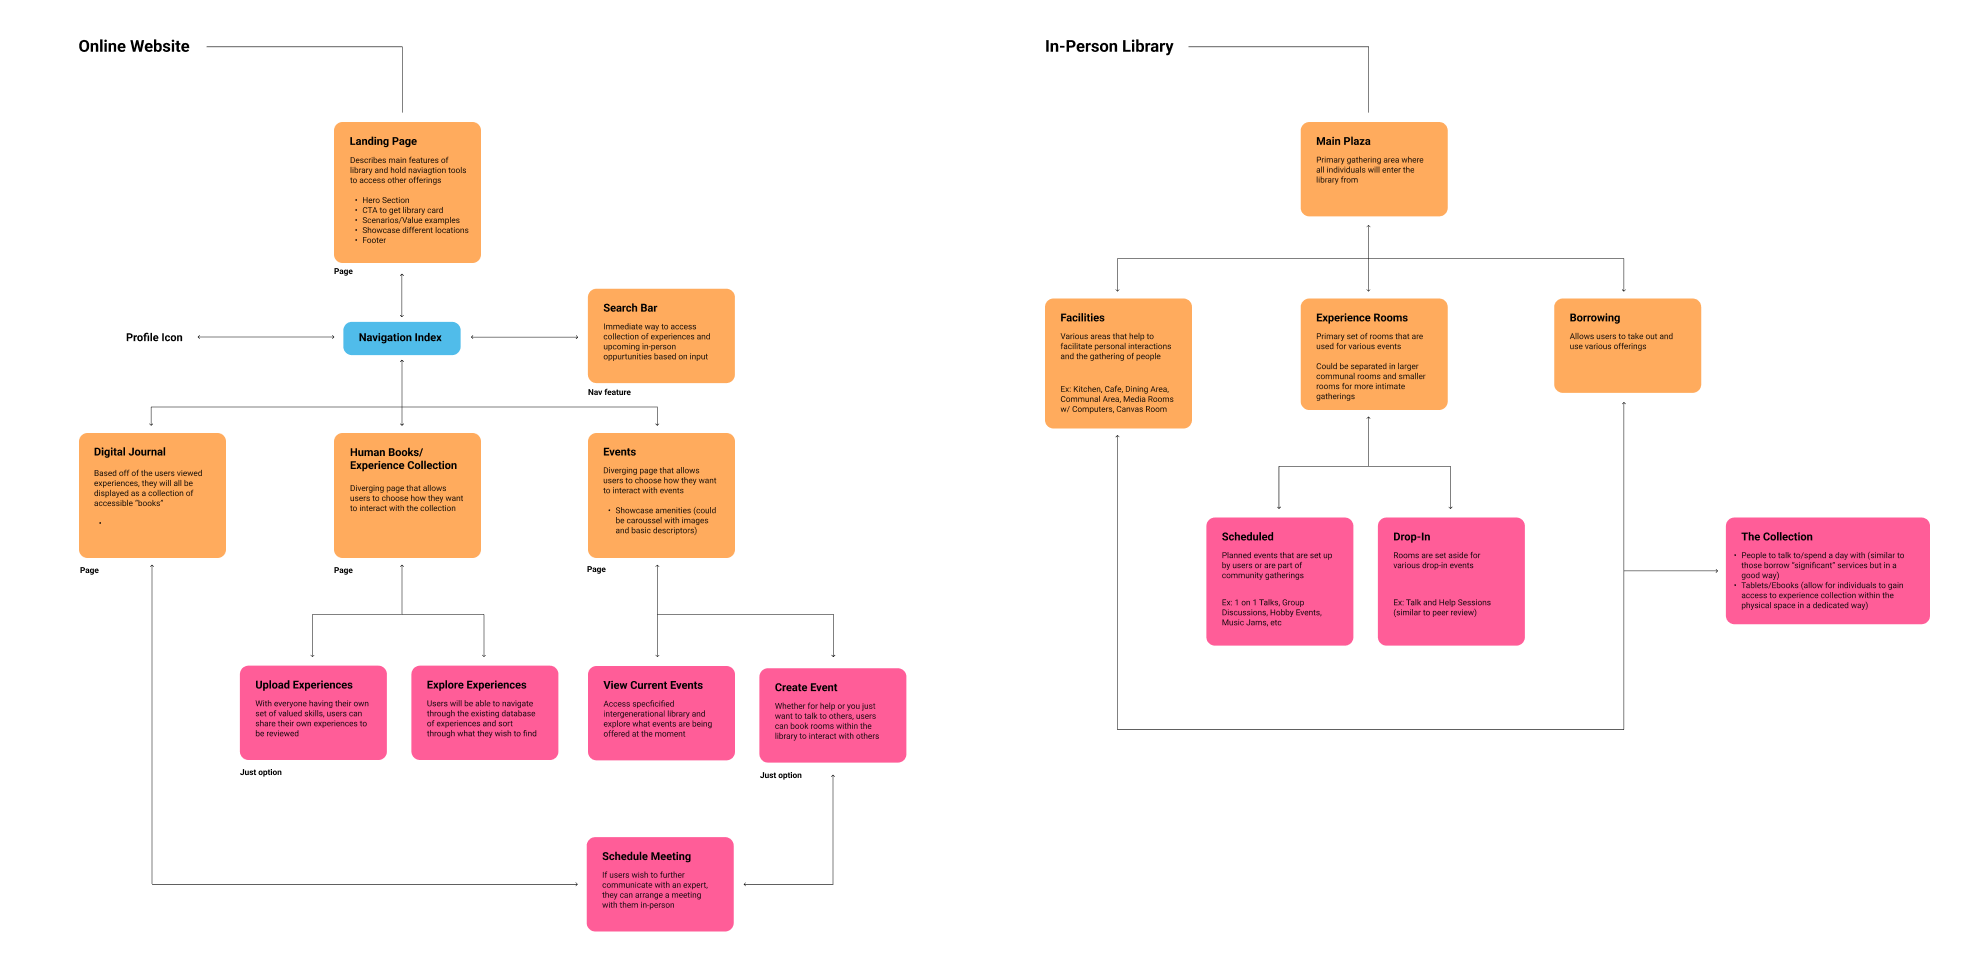 Online Website
Landing Page
Describes main features of
library and hold naviagtion tools
to access other offerings
• Hero Section
• CTA to get library card
• Scenarios/Value examples
• Showcase different locations
• Footer
Page
Profile Icon
Navigation Index
Search Bar
Immediate way to access
collection of experiences and
upcoming in-person
oppurtunities based on input
Nav feature
Digital Journal
Based off of the users viewed
experiences, they will all be
displayed as a collection of
accessible "books"
•
Page
Human Books/
Experience Collection
Diverging page that allows
users to choose how they want
to interact with the collection
Page
Events
Diverging page that allows
users to choose how they want
to interact with events
• Showcase amenities (could
be caroussel with images
and basic descriptors)
Page
Upload Experiences
With everyone having their own
set of valued skills, users can
share their own experiences to
be reviewed
Just option
Explore Experiences
Users will be able to navigate
through the existing database
of experiences and sort
through what they wish to find
View Current Events
Access specficified
intergenerational library and
explore what events are being
offered at the moment
Create Event
Whether for help or you just
want to talk to others, users
can book rooms within the
library to interact with others
Just option
Schedule Meeting
If users wish to further
communicate with an expert,
they can arrange a meeting
with them in-person
In-Person Library
Main Plaza
Primary gathering area where
all individuals will enter the
library from
Facilities
Various areas that help to
facilitate personal interactions
and the gathering of people
Ex: Kitchen, Cafe, Dining Area,
Communal Area, Media Rooms
w/ Computers, Canvas Room
Experience Rooms
Primary set of rooms that are
used for various events
Could be separated in larger
communal rooms and smaller
rooms for more intimate
gatherings
Borrowing
Allows users to take out and
use various offerings
Scheduled
Planned events that are set up
by users or are part of
community gatherings
Ex: 1 on 1 Talks, Group
Discussions, Hobby Events,
Music Jams, etc
Drop-In
Rooms are set aside for
various drop-in events
Ex: Talk and Help Sessions
(similar to peer review)
The Collection
• People to talk to/spend a day with (similar to
those borrow "significant" services but in a
good way)
• Tablets/Ebooks (allow for individuals to gain
access to experience collection within the
physical space in a dedicated way)